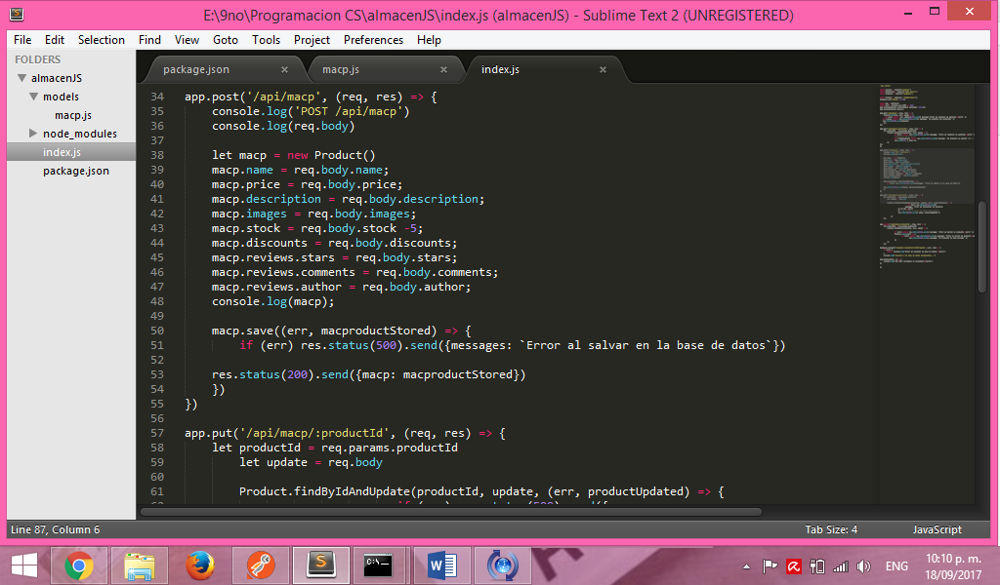 E:\9no\Programacion CS\almacenJS\index.js (almacenJS) - Sublime Text 2 (UNREGISTERED)
File Edit Selection Find View Goto Tools Project Preferences Help
FOLDERS
almacenJS
models
macp.js
node_modules
index.js
package.json
package.json × macp.js × index.js ×
34 app.post('/api/macp', (req, res) => {
35 console.log('POST /api/macp')
36 console.log(req.body)
37
38 let macp = new Product()
39 macp.name = req.body.name;
40 macp.price = req.body.price;
41 macp.description = req.body.description;
42 macp.images = req.body.images;
43 macp.stock = req.body.stock -5;
44 macp.discounts = req.body.discounts;
45 macp.reviews.stars = req.body.stars;
46 macp.reviews.comments = req.body.comments;
47 macp.reviews.author = req.body.author;
48 console.log(macp);
49
50 macp.save((err, macproductStored) => {
51 if (err) res.status(500).send({messages: `Error al salvar en la base de datos`})
52
53 res.status(200).send({macp: macproductStored})
54 })
55 })
56
57 app.put('/api/macp/:productId', (req, res) => {
58 let productId = req.params.productId
59 let update = req.body
60
61 Product.findByIdAndUpdate(productId, update, (err, productUpdated) => {
Line 87, Column 6 Tab Size: 4 JavaScript
ENG
10:10 p. m.
18/09/2017